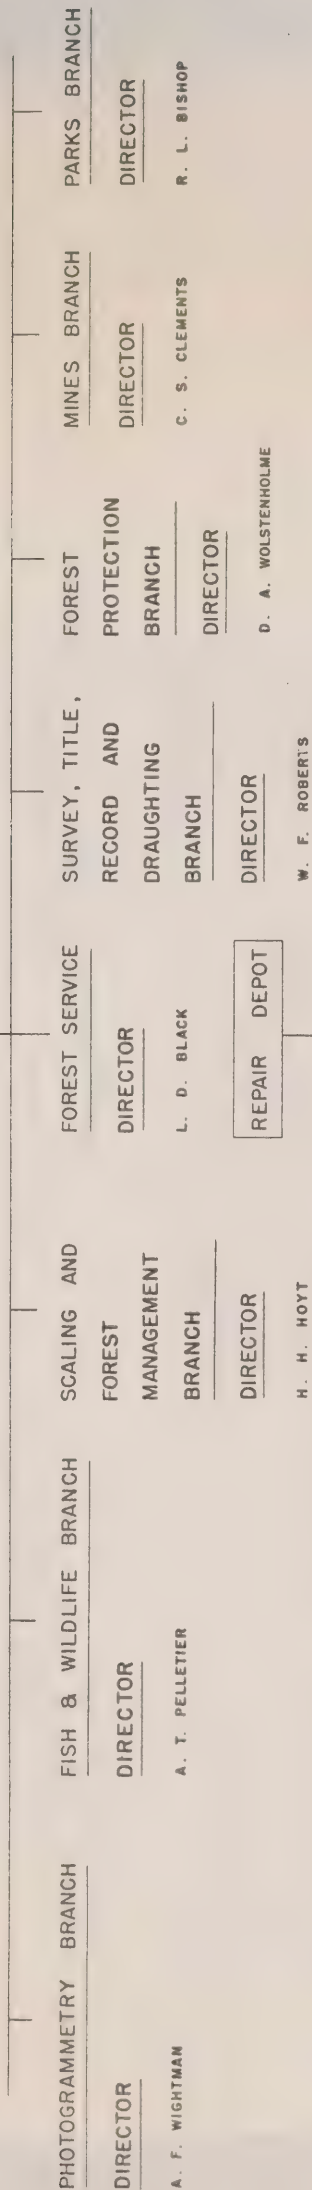 PHOTOGRAMMETRY BRANCH
DIRECTOR
A. F. WIGHTMAN
FISH & WILDLIFE BRANCH
DIRECTOR
A. T. PELLETIER
SCALING AND
FOREST
MANAGEMENT
BRANCH
DIRECTOR
H. H. HOYT
FOREST SERVICE
DIRECTOR
L. D. BLACK
REPAIR DEPOT
SURVEY, TITLE,
RECORD AND
DRAUGHTING
BRANCH
DIRECTOR
W. F. ROBERTS
FOREST
PROTECTION
BRANCH
DIRECTOR
D. A. WOLSTENHOLME
MINES BRANCH
DIRECTOR
C. S. CLEMENTS
PARKS BRANCH
DIRECTOR
R. L. BISHOP